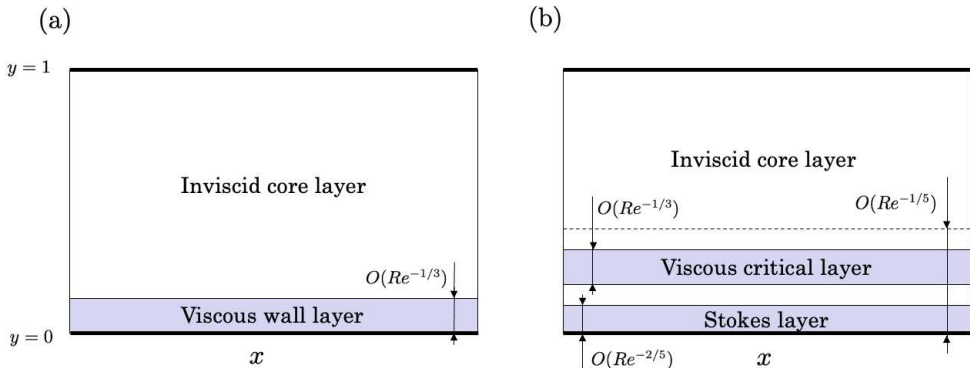 (a)
y = 1
Inviscid core layer
O(Re^{-1/3})
Viscous wall layer
y = 0
x
(b)
Inviscid core layer
O(Re^{-1/3})
O(Re^{-1/5})
Viscous critical layer
Stokes layer
O(Re^{-2/5})
x